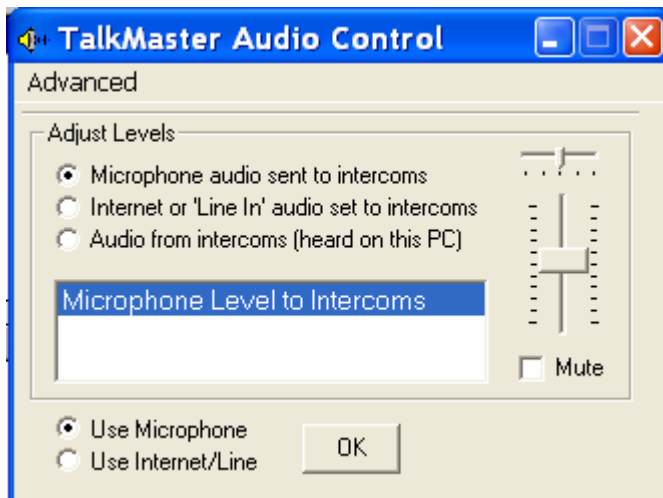 TalkMaster Audio Control
Advanced
Adjust Levels
Microphone audio sent to intercoms
Internet or 'Line In' audio set to intercoms
Audio from intercoms (heard on this PC)
Microphone Level to Intercoms
Mute
Use Microphone
Use Internet/Line
OK